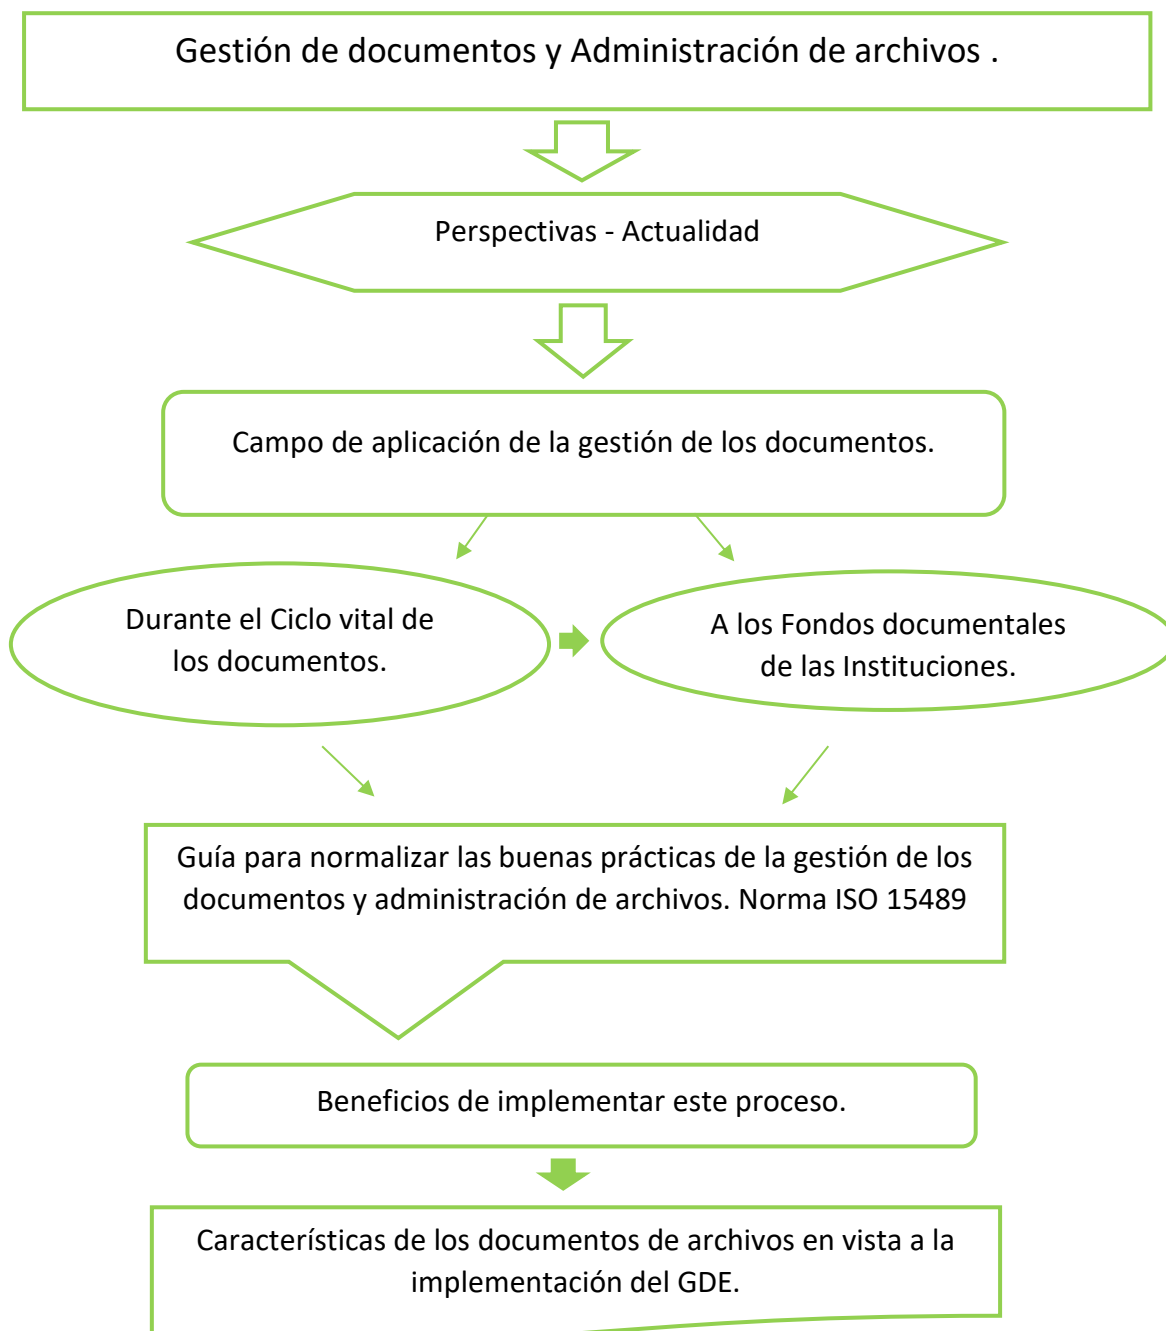 Gestión de documentos y Administración de archivos .
Perspectivas - Actualidad
Campo de aplicación de la gestión de los documentos.
Durante el Ciclo vital de
los documentos.
A los Fondos documentales
de las Instituciones.
Guía para normalizar las buenas prácticas de la gestión de los
documentos y administración de archivos. Norma ISO 15489
Beneficios de implementar este proceso.
Características de los documentos de archivos en vista a la
implementación del GDE.